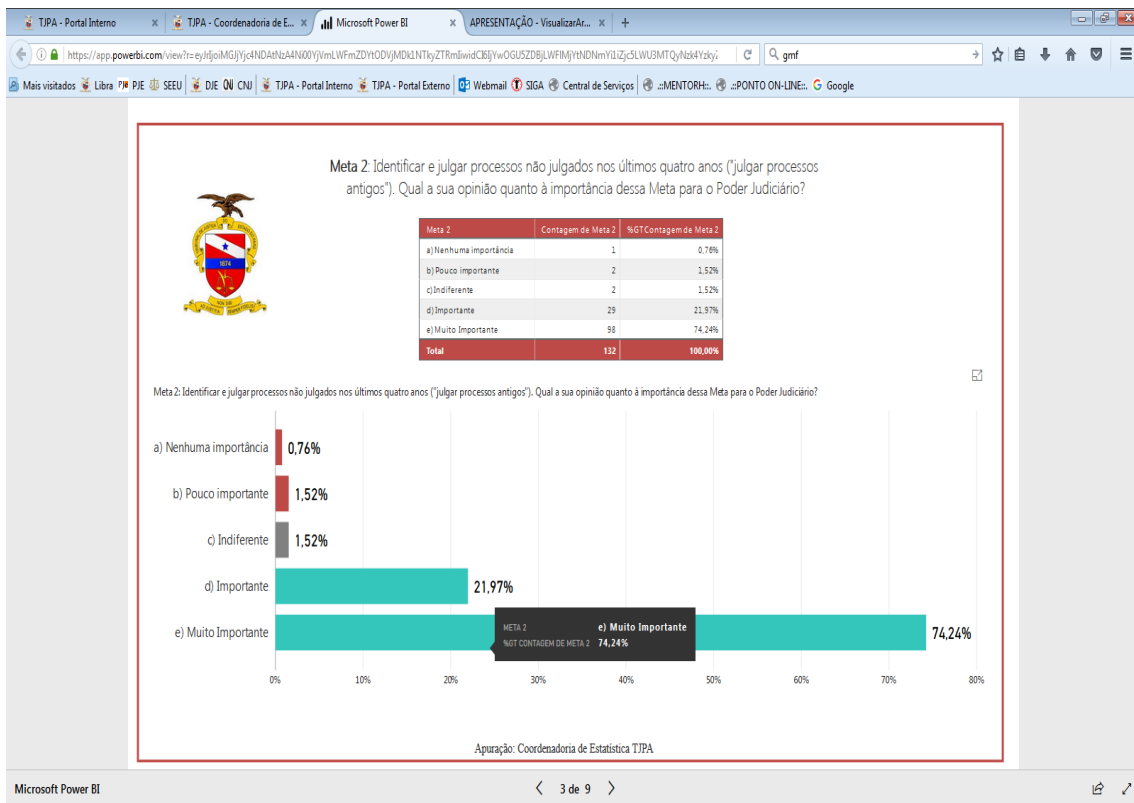 TJPA - Portal Interno
TJPA - Coordenadoria de E...
Microsoft Power BI
APRESENTAÇÃO - VisualizarAr...
gmf
Mais visitados Libra PJE SEEU DJE CNJ TJPA - Portal Interno TJPA - Portal Externo Webmail SIGA Central de Serviços .::MENTORH::. .::PONTO ON-LINE::. Google
Meta 2: Identificar e julgar processos não julgados nos últimos quatro anos ("julgar processos
antigos"). Qual a sua opinião quanto à importância dessa Meta para o Poder Judiciário?
1874
Meta 2 Contagem de Meta 2 %GT Contagem de Meta 2
a) Nenhuma importância 1 0,76%
b) Pouco importante 2 1,52%
c) Indiferente 2 1,52%
d) Importante 29 21,97%
e) Muito Importante 98 74,24%
Total 132 100,00%
Meta 2: Identificar e julgar processos não julgados nos últimos quatro anos ("julgar processos antigos"). Qual a sua opinião quanto à importância dessa Meta para o Poder Judiciário?
a) Nenhuma importância 0,76%
b) Pouco importante 1,52%
c) Indiferente 1,52%
d) Importante 21,97%
e) Muito Importante 74,24%
META 2 e) Muito Importante
%GT CONTAGEM DE META 2 74,24%
0% 10% 20% 30% 40% 50% 60% 70% 80%
Apuração: Coordenadoria de Estatística TJPA
Microsoft Power BI
3 de 9